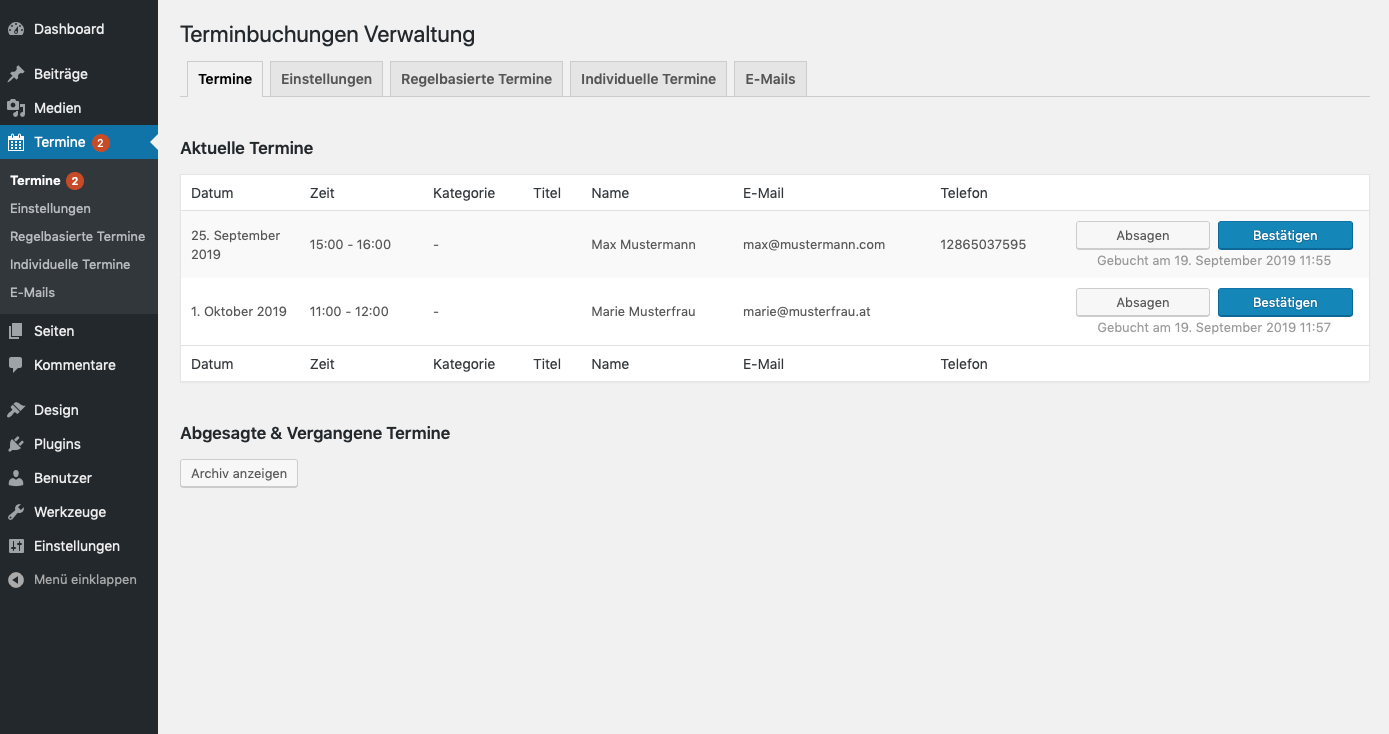 Dashboard
Beiträge
Medien
Termine 2
Termine 2
Einstellungen
Regelbasierte Termine
Individuelle Termine
E-Mails
Seiten
Kommentare
Design
Plugins
Benutzer
Werkzeuge
Einstellungen
Menü einklappen
Terminbuchungen Verwaltung
Termine Einstellungen Regelbasierte Termine Individuelle Termine E-Mails
Aktuelle Termine
Datum Zeit Kategorie Titel Name E-Mail Telefon
25. September
2019
15:00 - 16:00 - Max Mustermann max@mustermann.com 12865037595
Absagen Bestätigen
Gebucht am 19. September 2019 11:55
1. Oktober 2019 11:00 - 12:00 - Marie Musterfrau marie@musterfrau.at
Absagen Bestätigen
Gebucht am 19. September 2019 11:57
Datum Zeit Kategorie Titel Name E-Mail Telefon
Abgesagte & Vergangene Termine
Archiv anzeigen